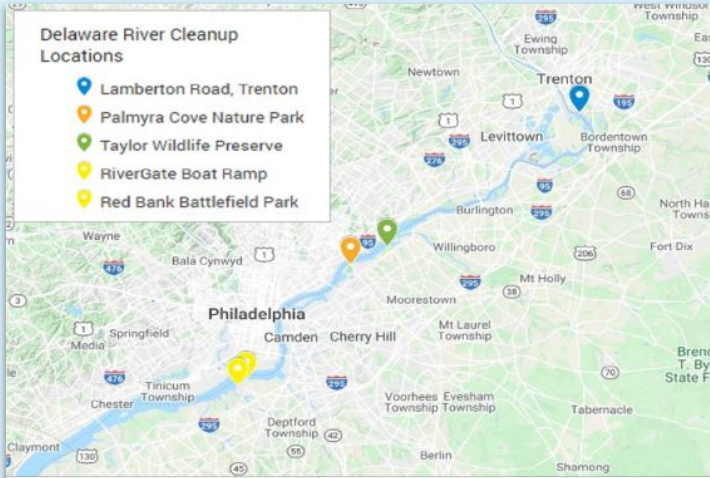 Delaware River Cleanup
Locations
Lamberton Road, Trenton
Palmyra Cove Nature Park
Taylor Wildlife Preserve
RiverGate Boat Ramp
Red Bank Battlefield Park
295
Township
Ewing
Township
130
Newtown
Trenton
1
1
195
Levittown
Bordentown
Township
295
276
95
68
Burlington
295
North
Wayne
95
Willingboro
206
Fort Dix
Bala Cynwyd
1
476
295
Mt Holly
3
Moorestown
38
Philadelphia
1
Springfield
Media
Camden
Cherry Hill
Mt Laurel
Township
476
Tinicum
Township
295
70
Chester
Voorhees
Township
Evesham
Township
Tabernacle
295
Deptford
Township
42
Claymont
130
55
45
Berlin
Shamong